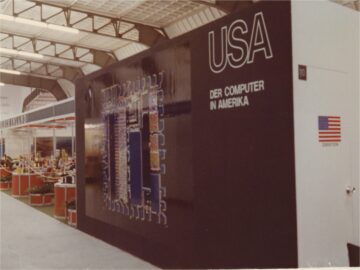 USA
DER COMPUTER
IN AMERIKA